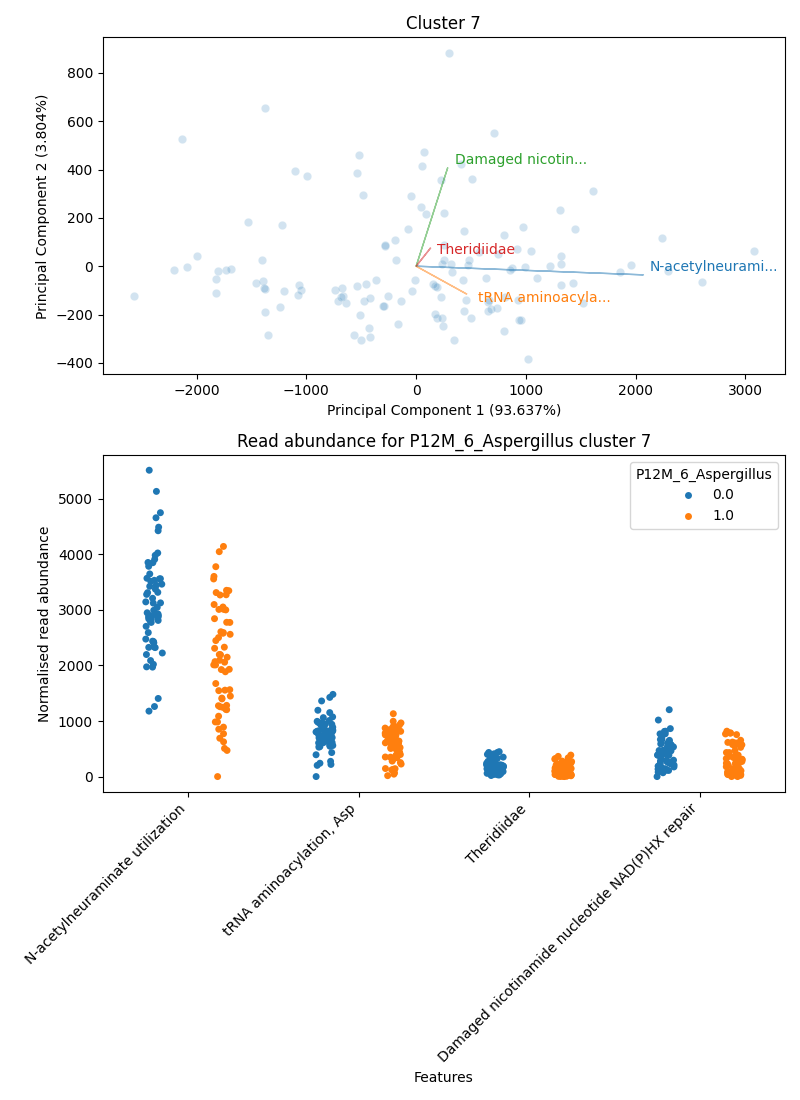 Cluster 7
Principal Component 2 (3.804%)
800
600
400
200
0
−200
−400
Damaged nicotin...
Theridiidae
N-acetylneurami...
tRNA aminoacyla...
−2000
−1000
0
1000
2000
3000
Principal Component 1 (93.637%)
Read abundance for P12M_6_Aspergillus cluster 7
Normalised read abundance
5000
4000
3000
2000
1000
0
P12M_6_Aspergillus
0.0
1.0
N-acetylneuraminate utilization
tRNA aminoacylation, Asp
Theridiidae
Damaged nicotinamide nucleotide NAD(P)HX repair
Features